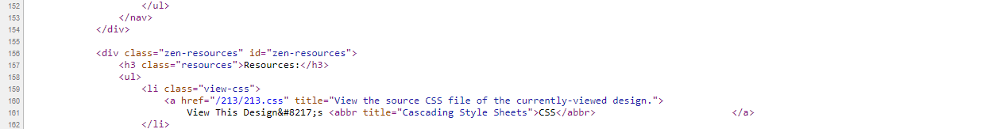 152 </ul>
153 </nav>
154 </div>
155
156 <div class="zen-resources" id="zen-resources">
157 <h3 class="resources">Resources:</h3>
158 <ul>
159 <li class="view-css">
160 <a href="/213/213.css" title="View the source CSS file of the currently-viewed design.">
161 View This Design&#8217;s <abbr title="Cascading Style Sheets">CSS</abbr> </a>
162 </li>